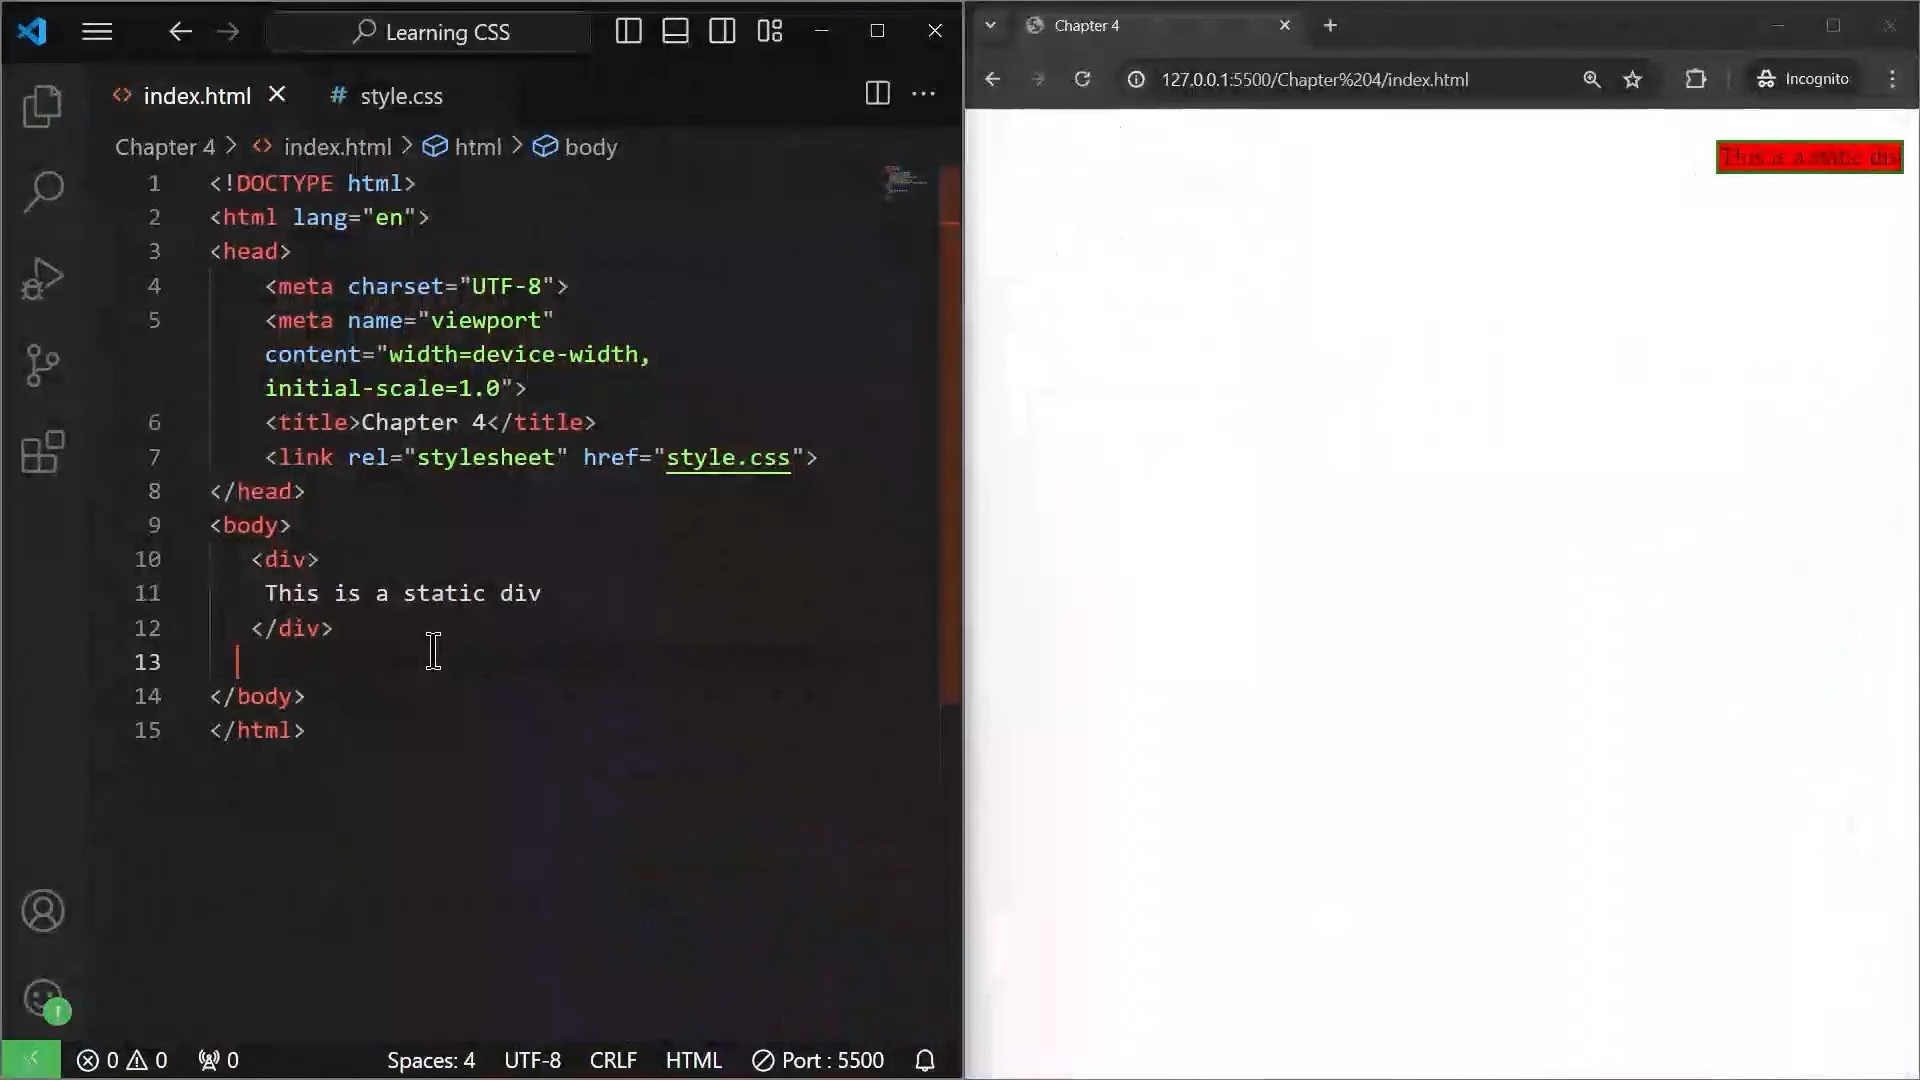 Learning CSS
index.html
style.css
Chapter 4 > index.html > html > body
1 <!DOCTYPE html>
2 <html lang="en">
3 <head>
4 <meta charset="UTF-8">
5 <meta name="viewport"
content="width=device-width,
initial-scale=1.0">
6 <title>Chapter 4</title>
7 <link rel="stylesheet" href="style.css">
8 </head>
9 <body>
10 <div>
11 This is a static div
12 </div>
13
14 </body>
15 </html>
0 0 0 Spaces: 4 UTF-8 CRLF HTML Port : 5500
Chapter 4
127.0.0.1:5500/Chapter%204/index.html
Incognito
This is a static div